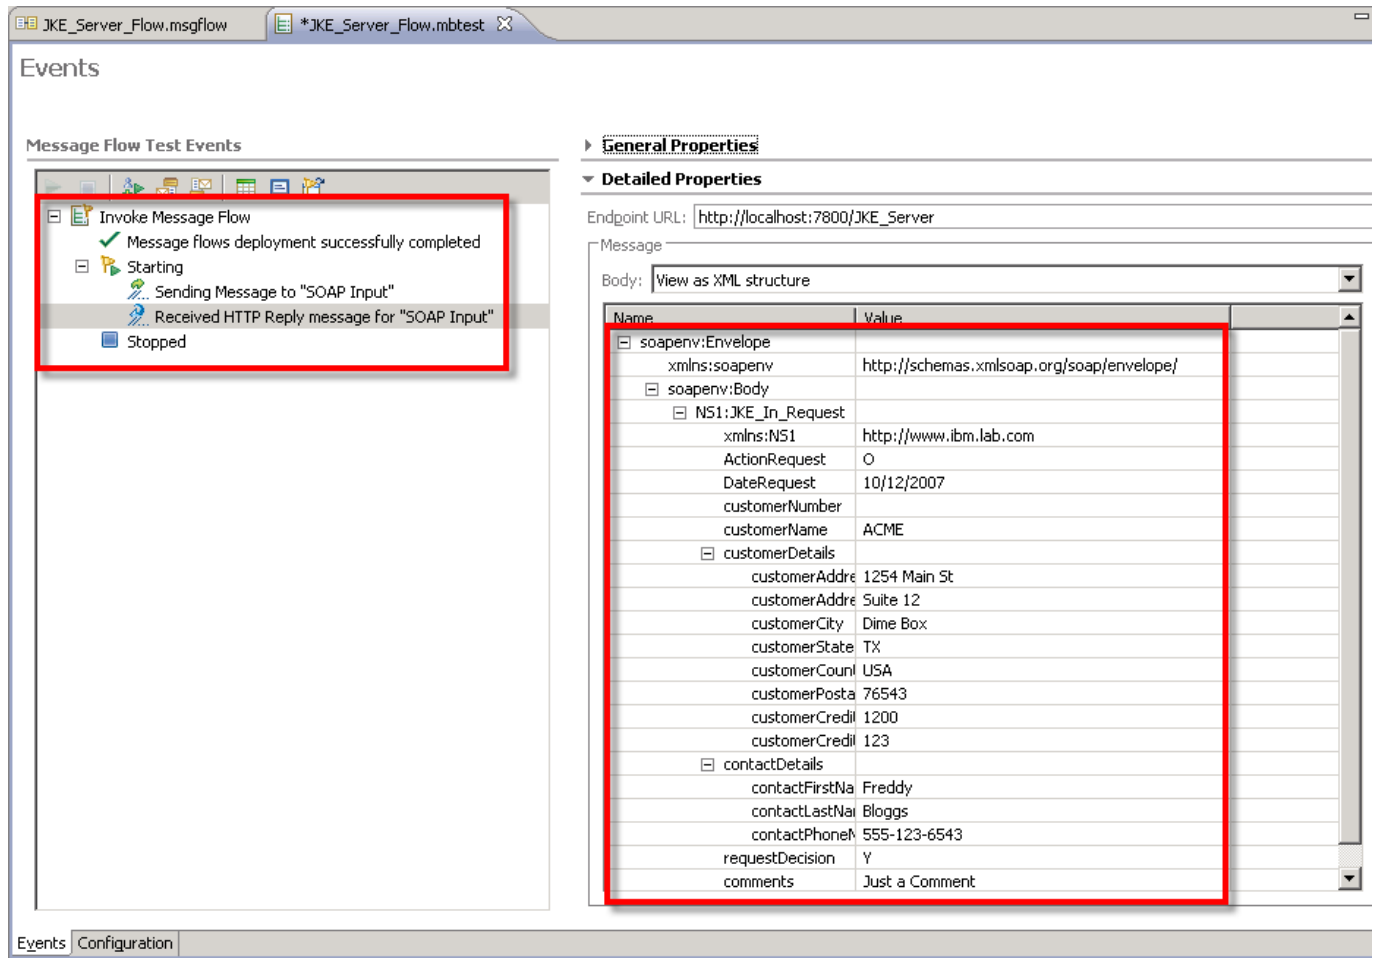 JKE_Server_Flow.msgflow
*JKE_Server_Flow.mbtest
Events
Message Flow Test Events
Invoke Message Flow
Message flows deployment successfully completed
Starting
Sending Message to "SOAP Input"
Received HTTP Reply message for "SOAP Input"
Stopped
General Properties
Detailed Properties
Endpoint URL: http://localhost:7800/JKE_Server
Message
Body: View as XML structure
Name Value
soapenv:Envelope
xmlns:soapenv http://schemas.xmlsoap.org/soap/envelope/
soapenv:Body
NS1:JKE_In_Request
xmlns:NS1 http://www.ibm.lab.com
ActionRequest O
DateRequest 10/12/2007
customerNumber
customerName ACME
customerDetails
customerAddre 1254 Main St
customerAddre Suite 12
customerCity Dime Box
customerState TX
customerCount USA
customerPosta 76543
customerCredi 1200
customerCredi 123
contactDetails
contactFirstNa Freddy
contactLastNa Bloggs
contactPhoneN 555-123-6543
requestDecision Y
comments Just a Comment
Events Configuration